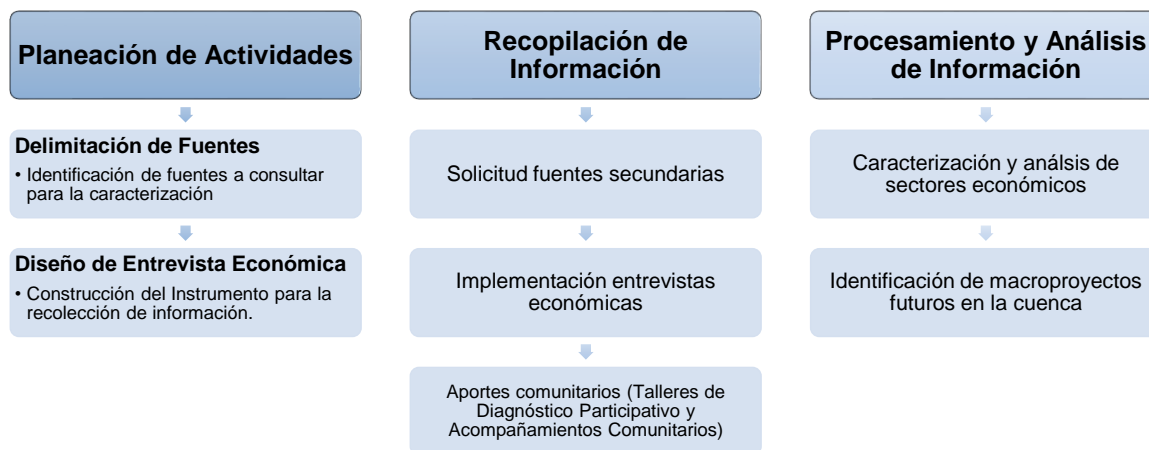 Planeación de Actividades
Delimitación de Fuentes
• Identificación de fuentes a consultar
para la caracterización
Diseño de Entrevista Económica
• Construcción del Instrumento para la
recolección de información.
Recopilación de
Información
Solicitud fuentes secundarias
Implementación entrevistas
económicas
Aportes comunitarios (Talleres de
Diagnóstico Participativo y
Acompañamientos Comunitarios)
Procesamiento y Análisis
de Información
Caracterización y análsis de
sectores económicos
Identificación de macroproyectos
futuros en la cuenca